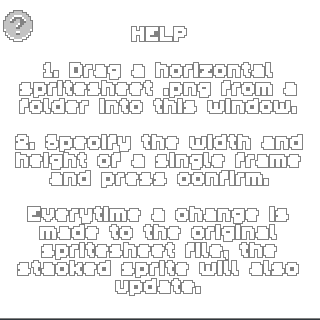 ?
HELP
1. Drag a horizontal
spritesheet .png from a
folder into this window.
2. Specify the width and
height of a single frame
and press confirm.
Everytime a change is
made to the original
spritesheet file, the
stacked sprite will also
update.